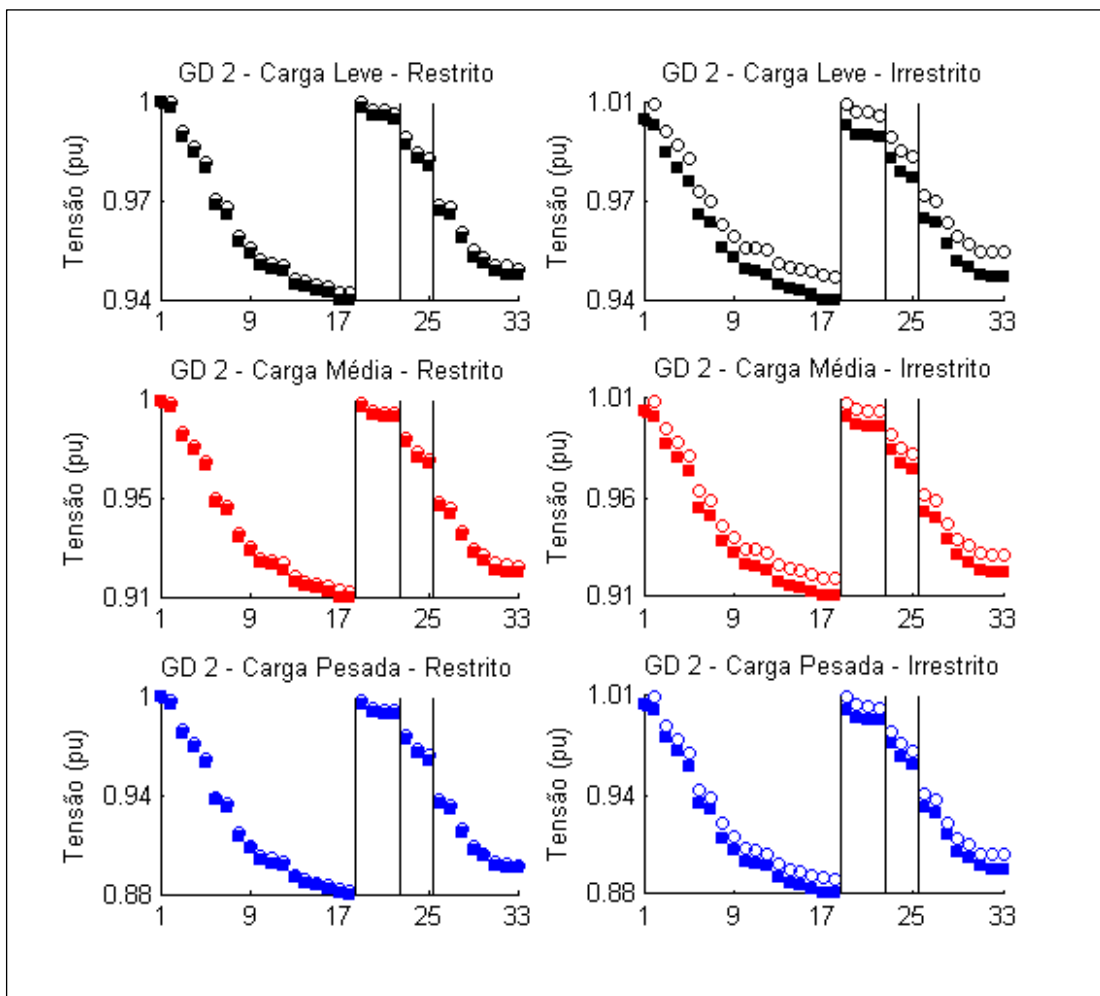 GD 2 - Carga Leve - Restrito
Tensão (pu)
1
0.97
0.94
1 9 17 25 33
GD 2 - Carga Leve - Irrestrito
Tensão (pu)
1.01
0.97
0.94
1 9 17 25 33
GD 2 - Carga Média - Restrito
Tensão (pu)
1
0.95
0.91
1 9 17 25 33
GD 2 - Carga Média - Irrestrito
Tensão (pu)
1.01
0.96
0.91
1 9 17 25 33
GD 2 - Carga Pesada - Restrito
Tensão (pu)
1
0.94
0.88
1 9 17 25 33
GD 2 - Carga Pesada - Irrestrito
Tensão (pu)
1.01
0.94
0.88
1 9 17 25 33